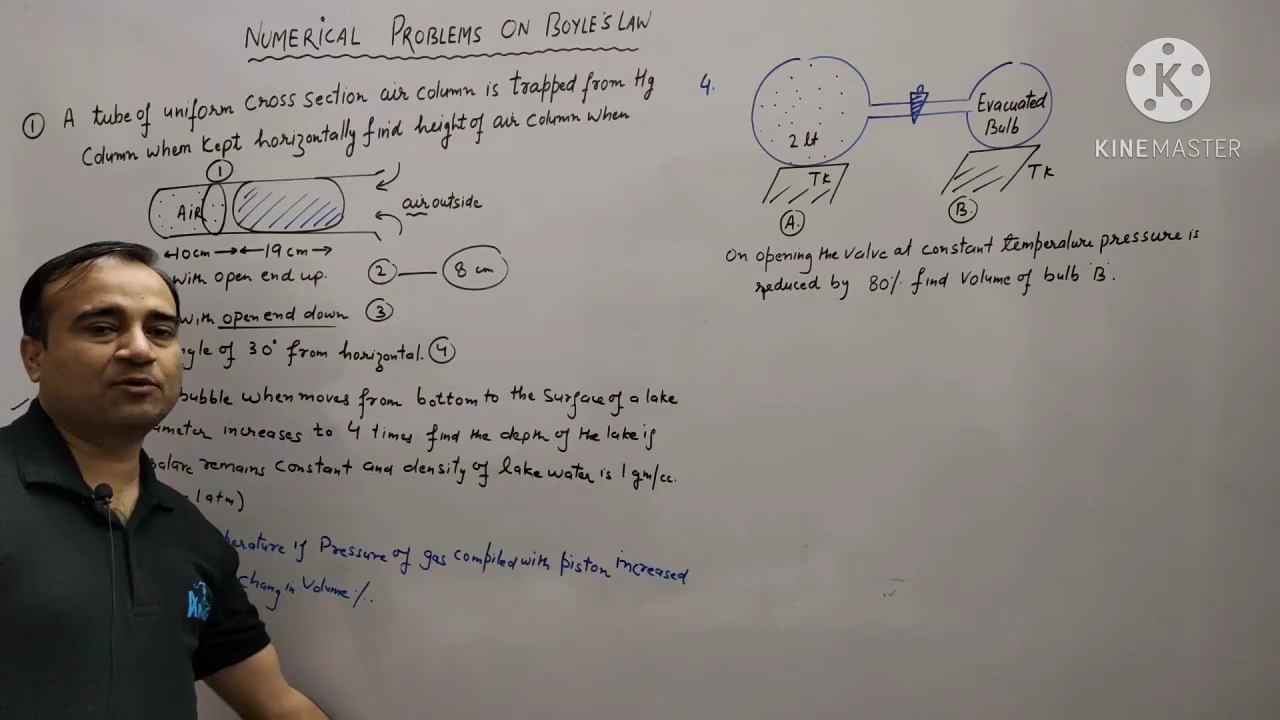 NUMERICAL PROBLEMS ON BOYLE'S LAW
① A tube of uniform cross section air column is trapped from Hg
Column when kept horizontally find height of air column when
①
Air
air outside
←10cm→←19cm→
with open end up. ② — 8 cm
with open end down ③
angle of 30° from horizontal. ④
bubble when moves from bottom to the surface of a lake
ameter increases to 4 times find the depth of the lake if
remains constant and density of lake water is 1 gm/cc.
1 atm)
erature if Pressure of gas compiled with piston increased
chang in Volume %.
4.
2 lt
Evacuated
Bulb
TK
TK
A.
B.
On opening the valve at constant temperature pressure is
reduced by 80% find volume of bulb 'B'.
K
KINEMASTER